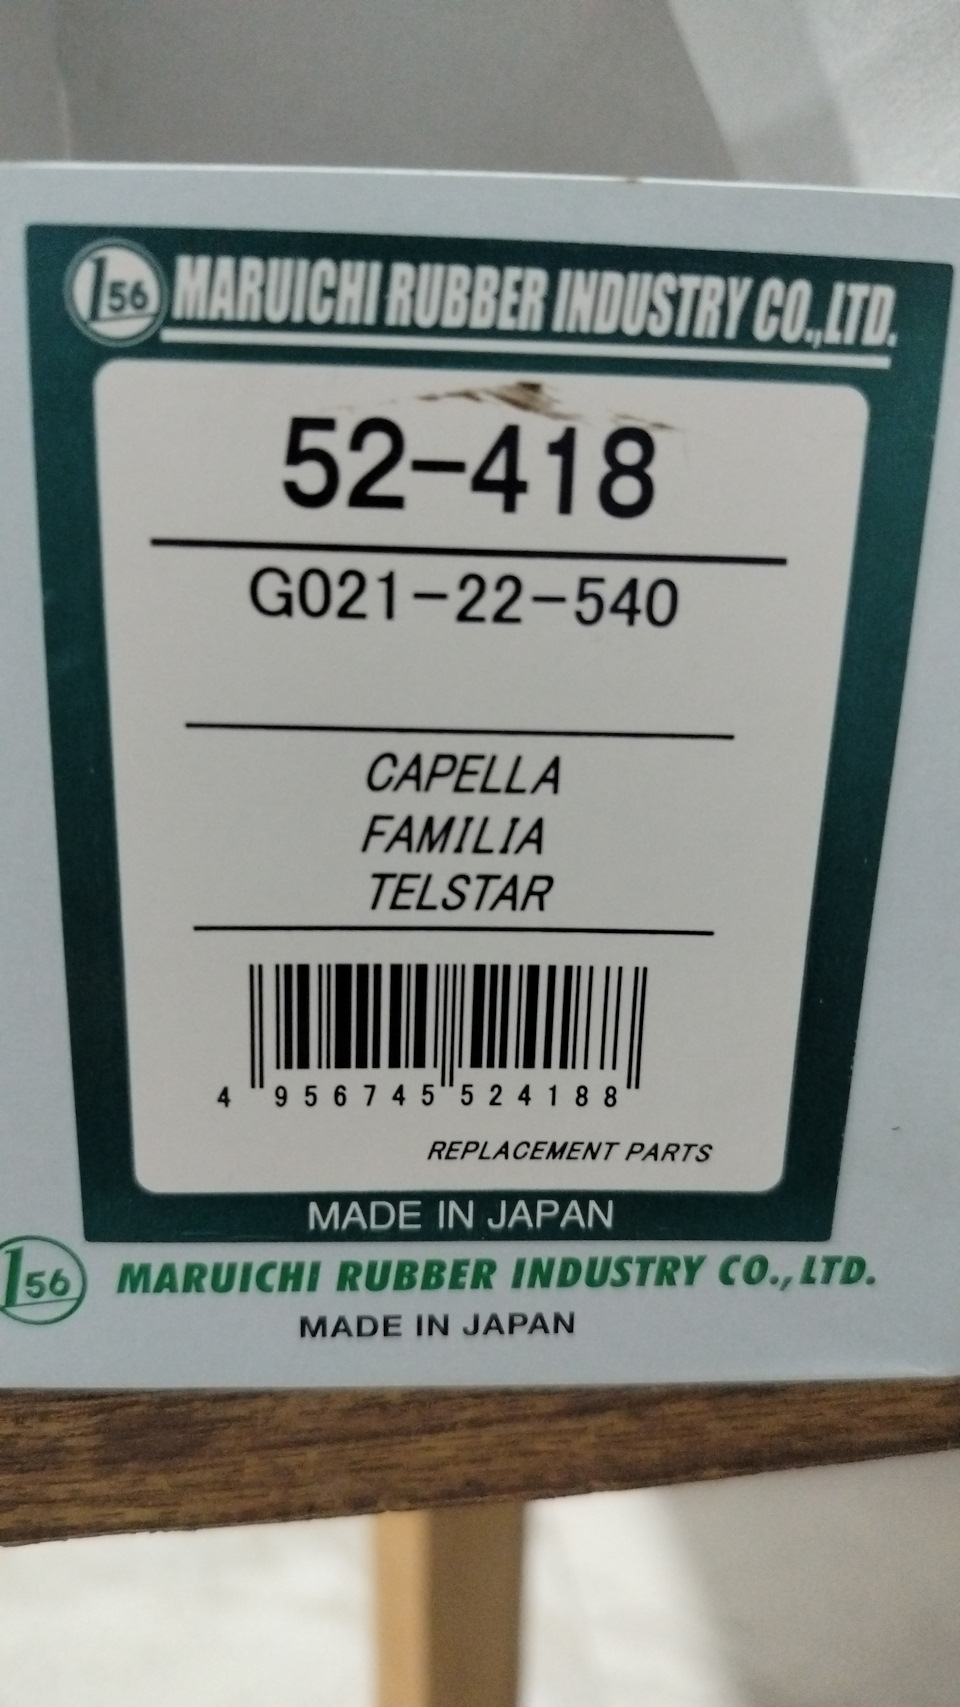 156 MARUICHI RUBBER INDUSTRY CO.,LTD.
52-418
G021-22-540
CAPELLA
FAMILIA
TELSTAR
4 956745 524188
REPLACEMENT PARTS
MADE IN JAPAN
156 MARUICHI RUBBER INDUSTRY CO., LTD.
MADE IN JAPAN